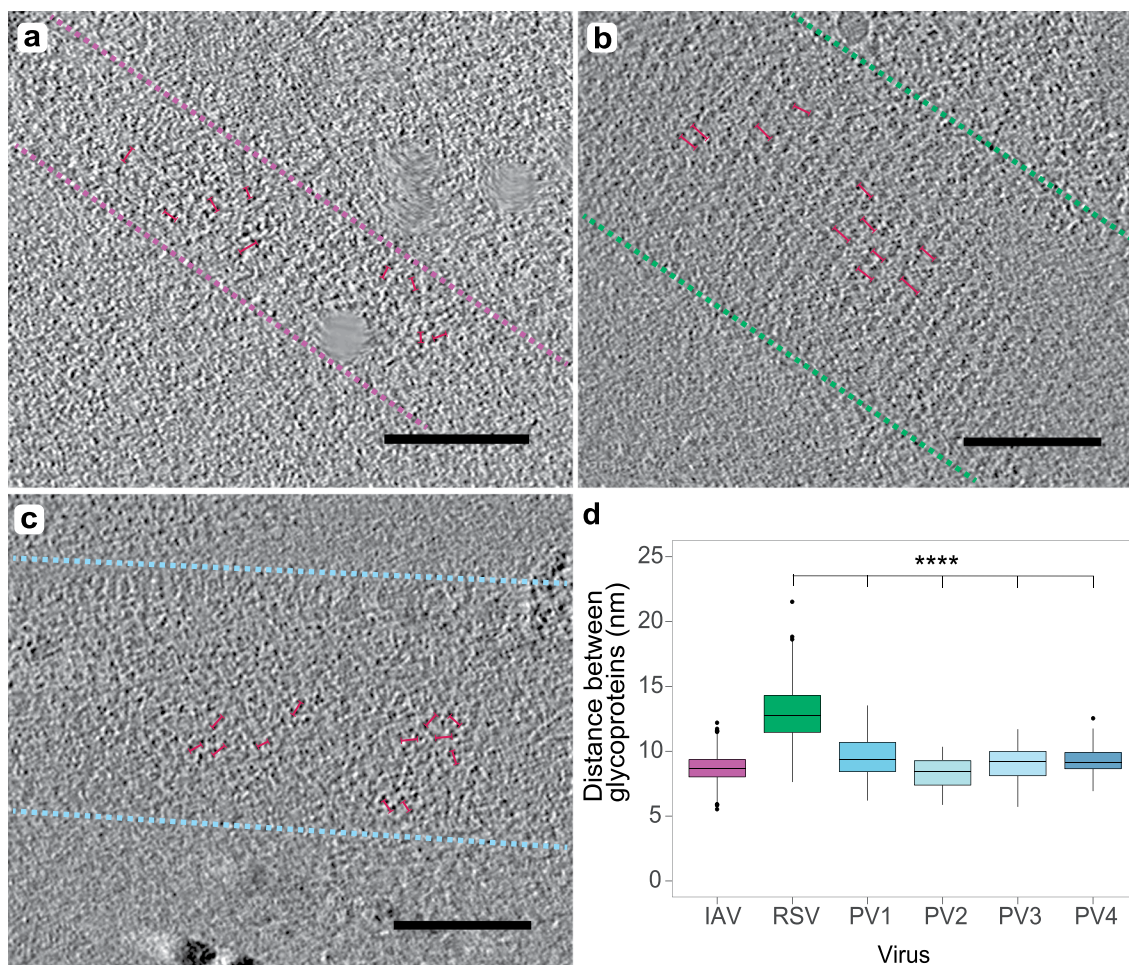 a
b
c
d
****
25
20
15
10
5
0
Distance between
glycoproteins (nm)
IAV RSV PV1 PV2 PV3 PV4
Virus